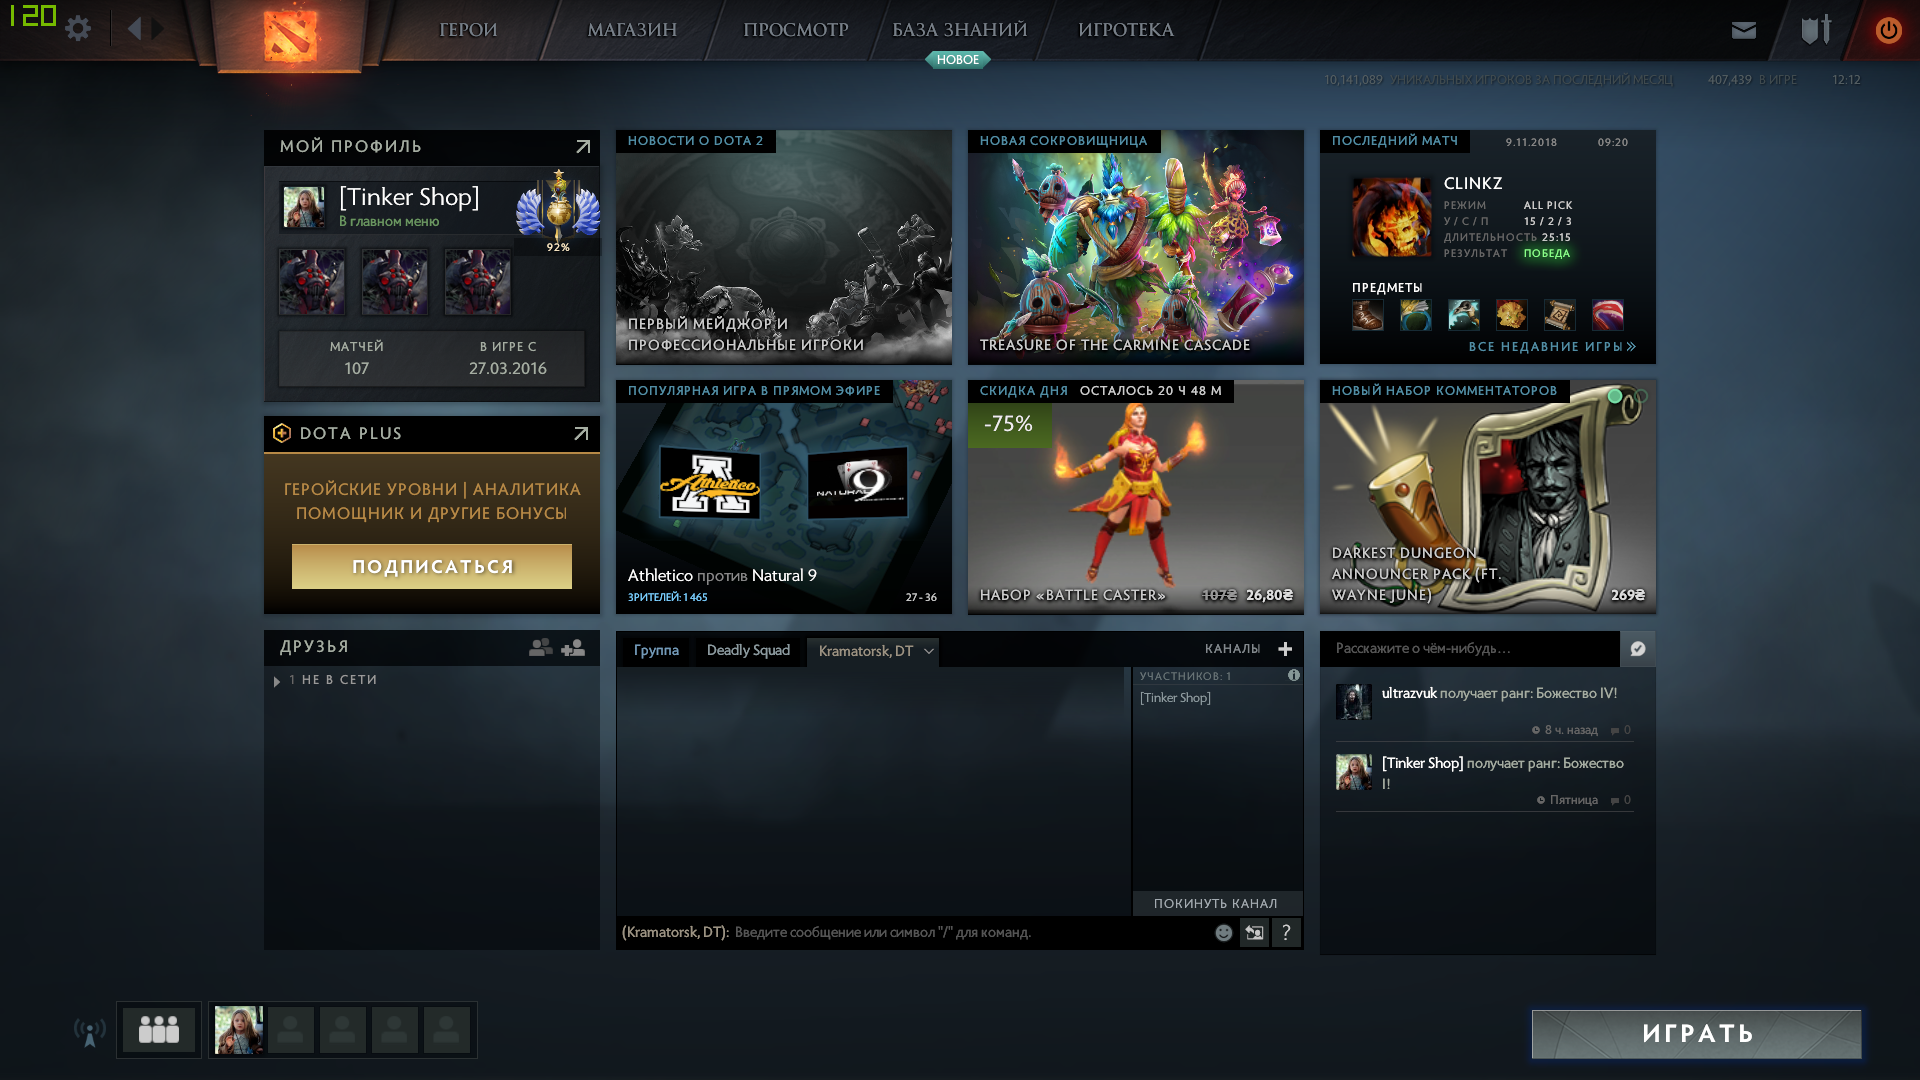 120
ГЕРОИ
МАГАЗИН
ПРОСМОТР
БАЗА ЗНАНИЙ
НОВОЕ
ИГРОТЕКА
10,141,089 УНИКАЛЬНЫХ ИГРОКОВ ЗА ПОСЛЕДНИЙ МЕСЯЦ
407,439 В ИГРЕ
12:12
МОЙ ПРОФИЛЬ
[Tinker Shop]
В главном меню
92%
МАТЧЕЙ
107
В ИГРЕ С
27.03.2016
DOTA PLUS
ГЕРОЙСКИЕ УРОВНИ | АНАЛИТИКА
ПОМОЩНИК И ДРУГИЕ БОНУСЫ
ПОДПИСАТЬСЯ
НОВОСТИ О DOTA 2
ПЕРВЫЙ МЕЙДЖОР И
ПРОФЕССИОНАЛЬНЫЕ ИГРОКИ
НОВАЯ СОКРОВИЩНИЦА
TREASURE OF THE CARMINE CASCADE
ПОСЛЕДНИЙ МАТЧ 9.11.2018 09:20
CLINKZ
РЕЖИМ ALL PICK
У / С / П 15 / 2 / 3
ДЛИТЕЛЬНОСТЬ 25:15
РЕЗУЛЬТАТ ПОБЕДА
ПРЕДМЕТЫ
ВСЕ НЕДАВНИЕ ИГРЫ»
ПОПУЛЯРНАЯ ИГРА В ПРЯМОМ ЭФИРЕ
A
Athletico
NATURAL 9
Athletico против Natural 9
ЗРИТЕЛЕЙ: 1 465
27 - 36
СКИДКА ДНЯ ОСТАЛОСЬ 20 Ч 48 М
-75%
НАБОР «BATTLE CASTER» 107₴ 26,80₴
НОВЫЙ НАБОР КОММЕНТАТОРОВ
DARKEST DUNGEON
ANNOUNCER PACK (FT.
WAYNE JUNE)
269₴
ДРУЗЬЯ
1 НЕ В СЕТИ
Группа
Deadly Squad
Kramatorsk, DT
КАНАЛЫ
УЧАСТНИКОВ: 1
[Tinker Shop]
ПОКИНУТЬ КАНАЛ
(Kramatorsk, DT): Введите сообщение или символ "/" для команд.
?
Расскажите о чём-нибудь…
ultrazvuk получает ранг: Божество IV!
8 ч. назад 0
[Tinker Shop] получает ранг: Божество
I!
Пятница 0
ИГРАТЬ